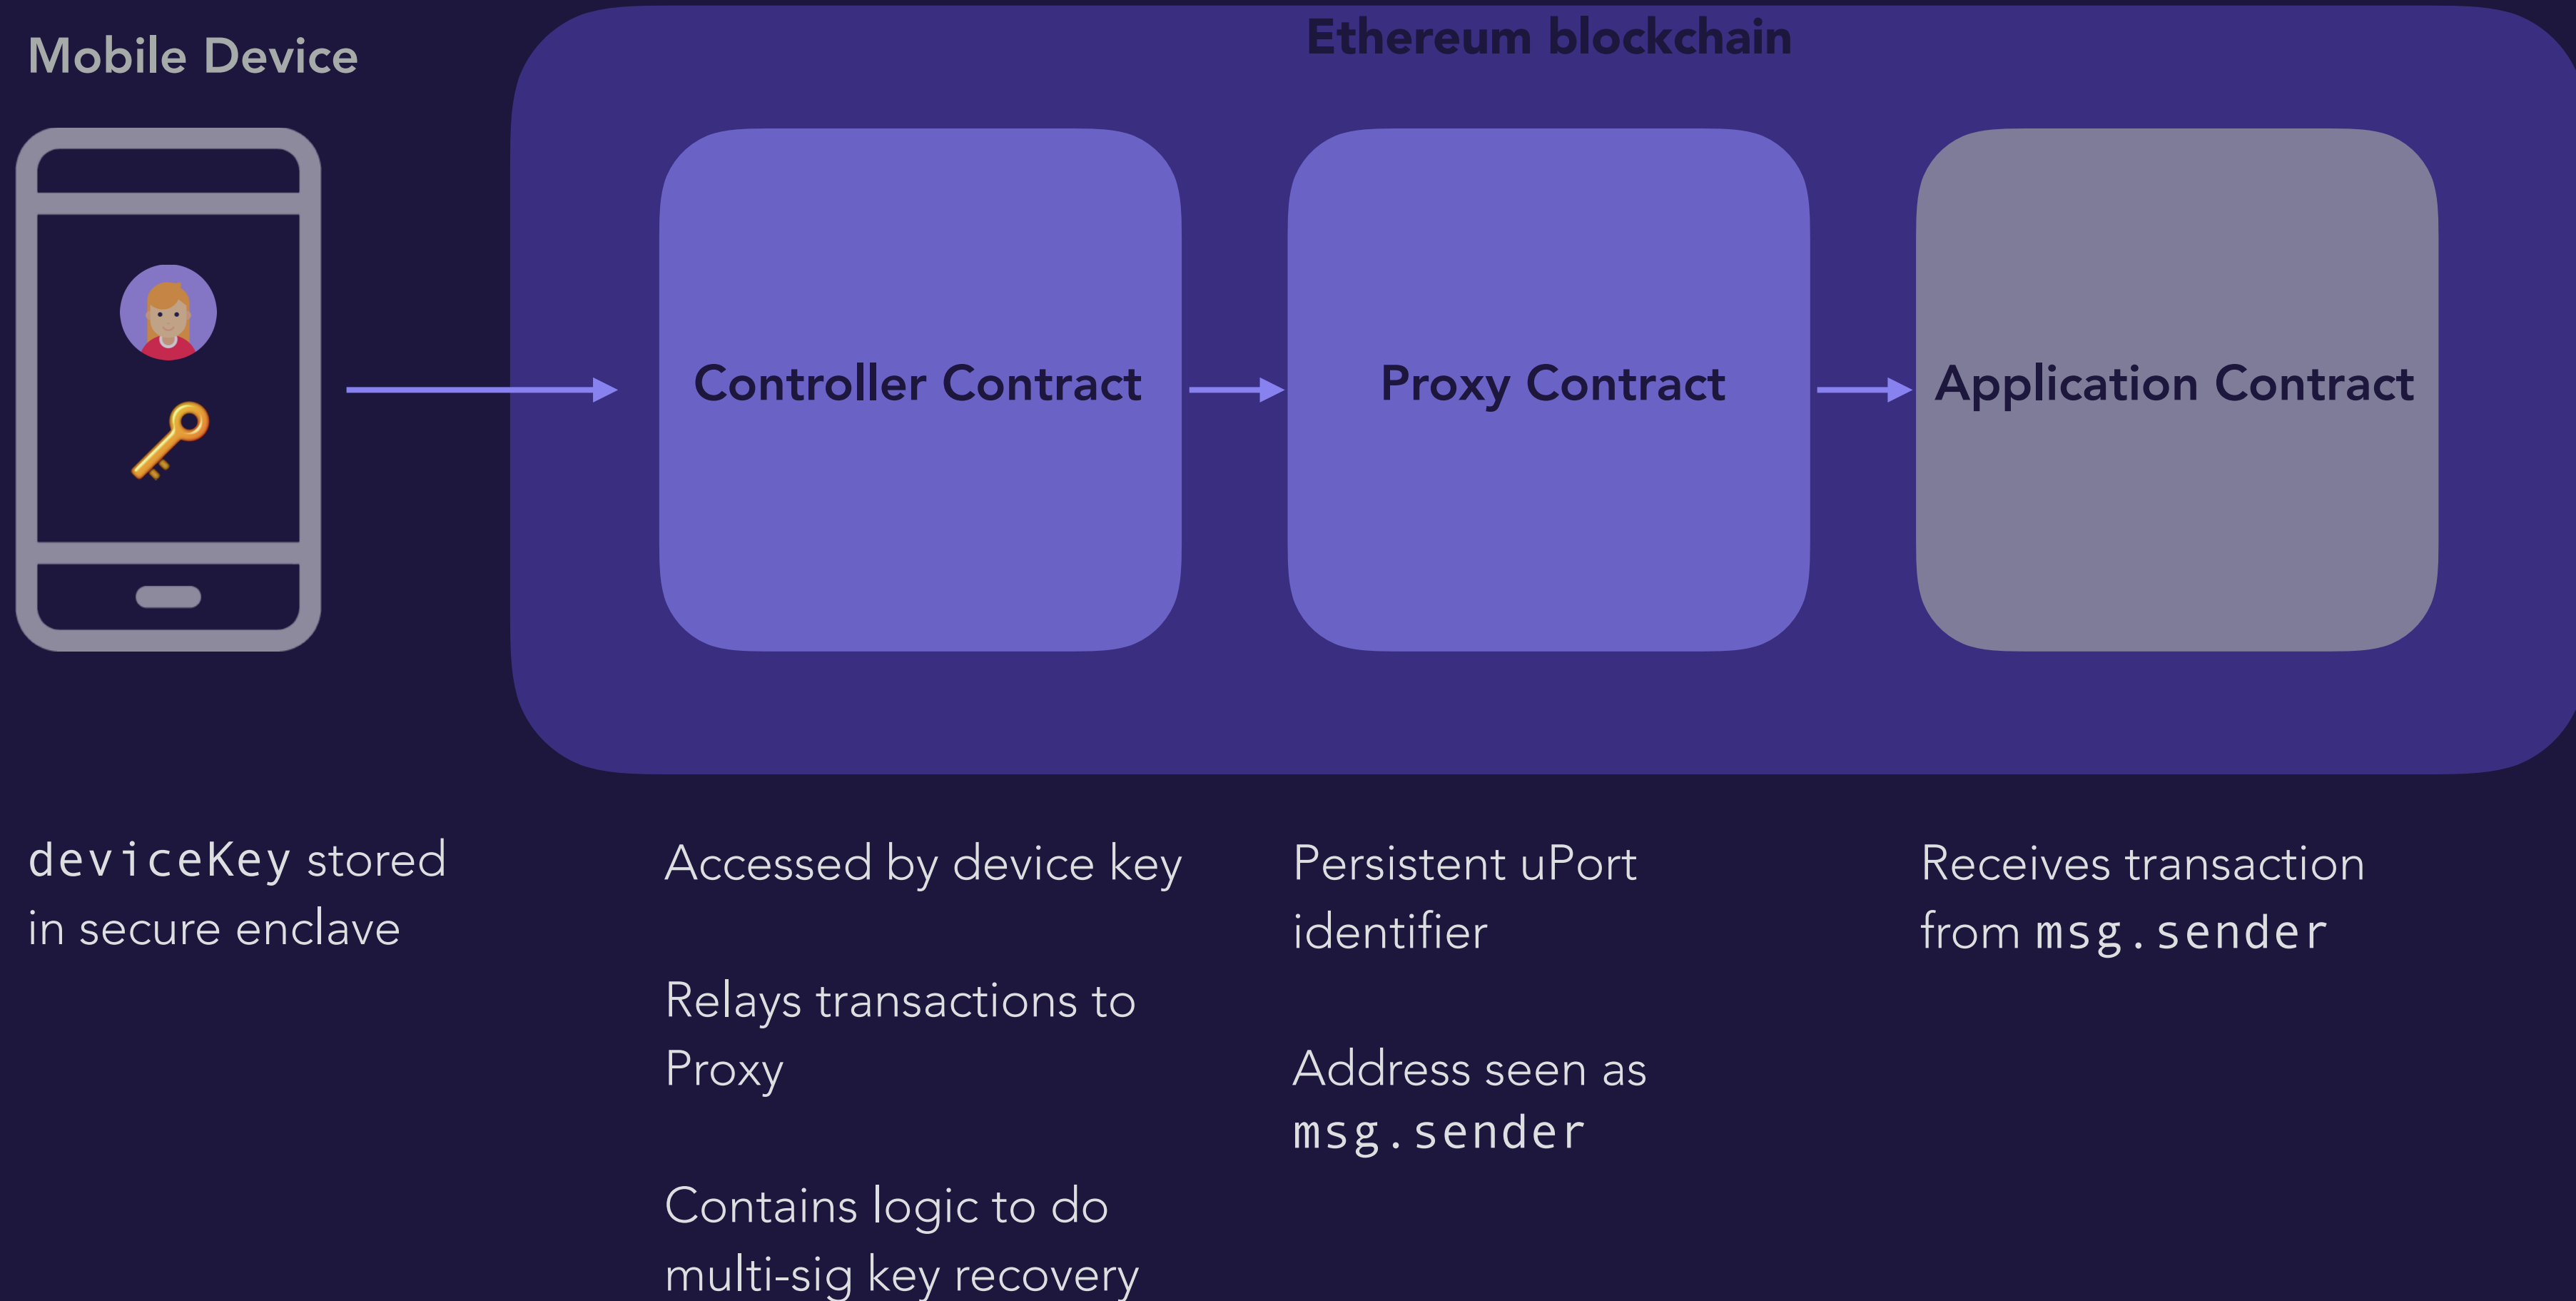 Mobile Device
Ethereum blockchain
Controller Contract
Proxy Contract
Application Contract
deviceKey stored
in secure enclave
Accessed by device key
Relays transactions to
Proxy
Contains logic to do
multi-sig key recovery
Persistent uPort
identifier
Address seen as
msg.sender
Receives transaction
from msg.sender